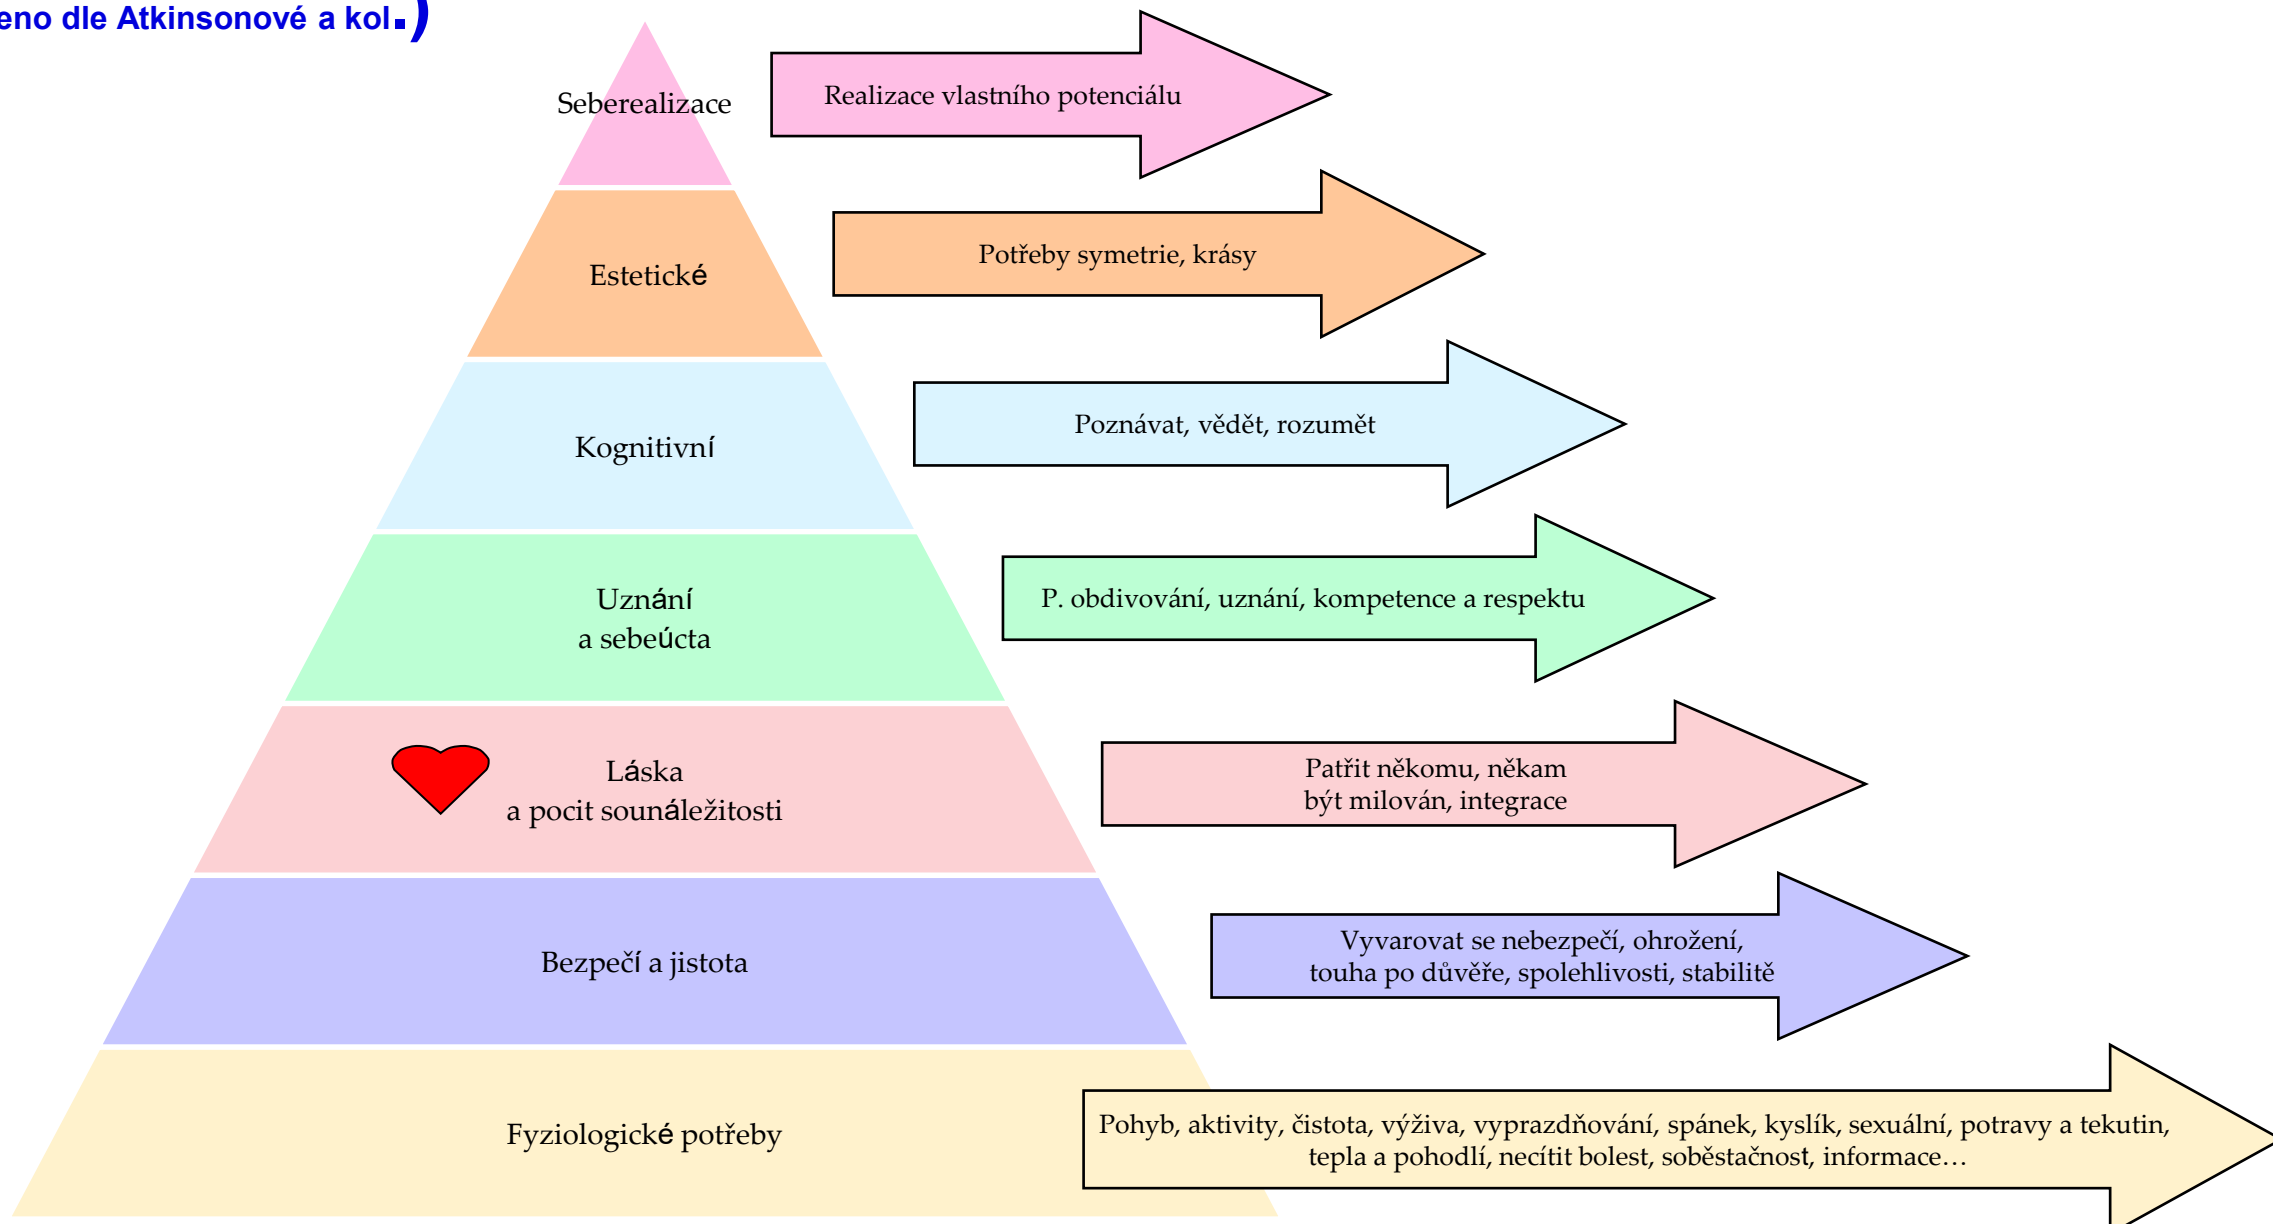 dle Atkinsonové a kol.)
Seberealizace
Realizace vlastního potenciálu
Estetické
Potřeby symetrie, krásy
Kognitivní
Poznávat, vědět, rozumět
Uznání
a sebeúcta
P. obdivování, uznání, kompetence a respektu
Láska
a pocit sounáležitosti
Patřit někomu, někam
být milován, integrace
Bezpečí a jistota
Vyvarovat se nebezpečí, ohrožení,
touha po důvěře, spolehlivosti, stabilitě
Fyziologické potřeby
Pohyb, aktivity, čistota, výživa, vyprazdňování, spánek, kyslík, sexuální, potravy a tekutin,
tepla a pohodlí, necítit bolest, soběstačnost, informace…